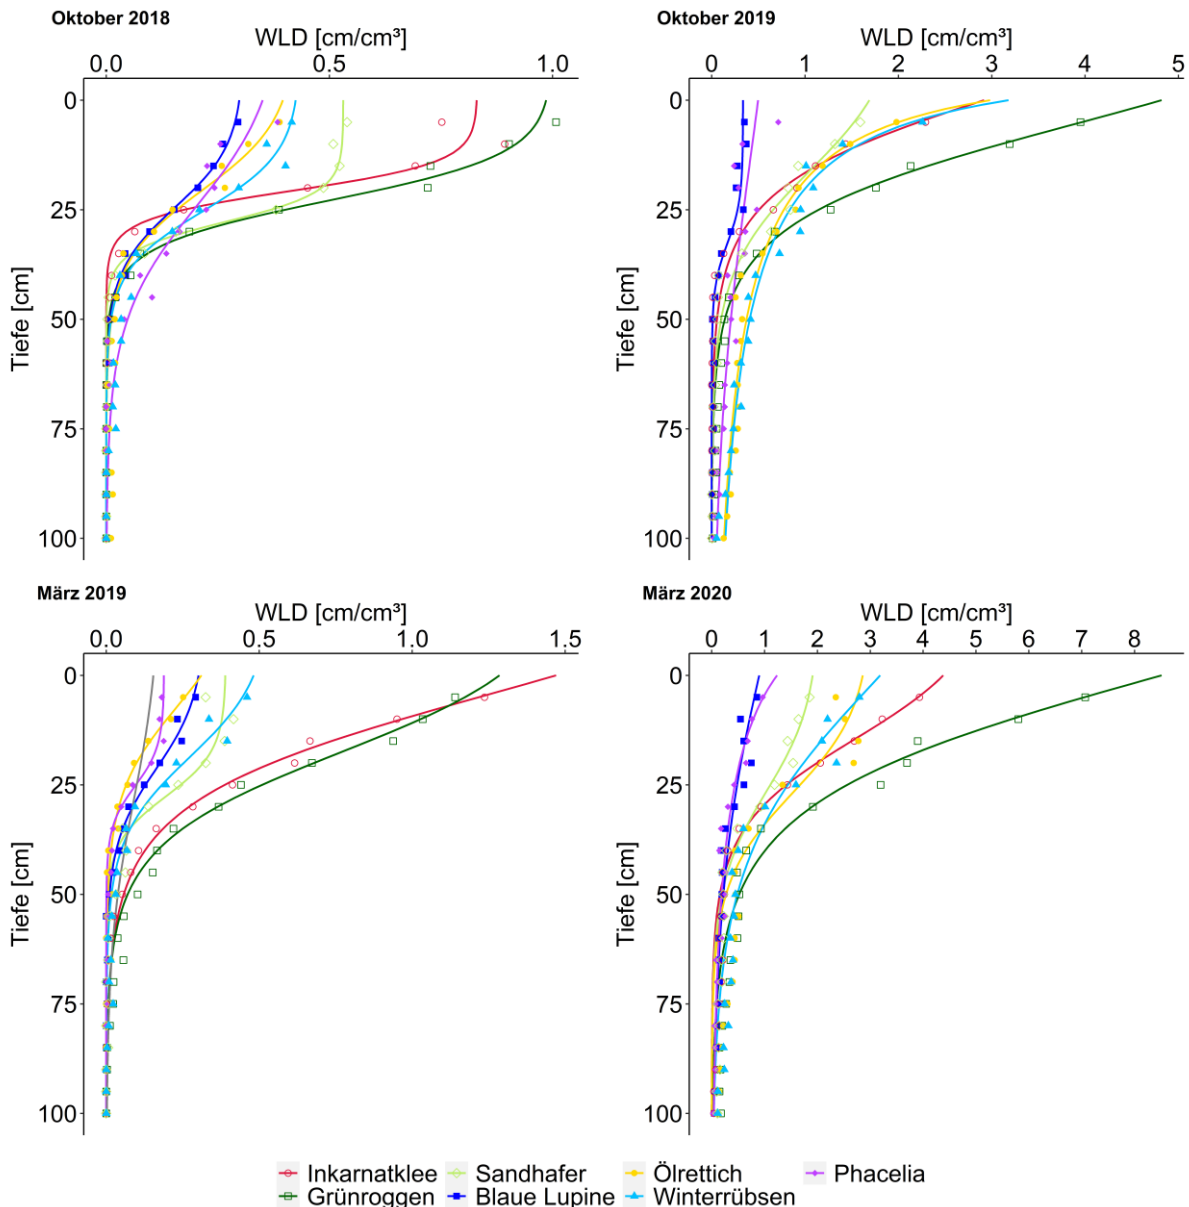 Oktober 2018
WLD [cm/cm³]
0.0 0.5 1.0
0
25
50
75
100
Tiefe [cm]
Oktober 2019
WLD [cm/cm³]
0 1 2 3 4 5
0
25
50
75
100
Tiefe [cm]
März 2019
WLD [cm/cm³]
0.0 0.5 1.0 1.5
0
25
50
75
100
Tiefe [cm]
März 2020
WLD [cm/cm³]
0 1 2 3 4 5 6 7 8
0
25
50
75
100
Tiefe [cm]
Inkarnatklee Sandhafer Ölrettich Phacelia
Grünroggen Blaue Lupine Winterrübsen